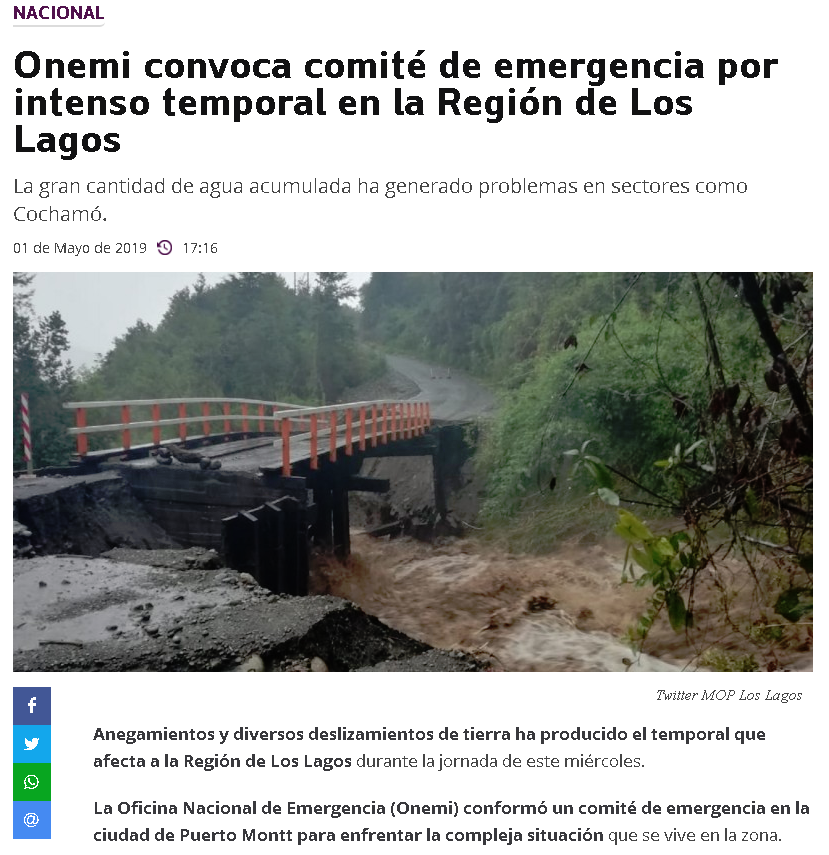 NACIONAL
Onemi convoca comité de emergencia por
intenso temporal en la Región de Los
Lagos
La gran cantidad de agua acumulada ha generado problemas en sectores como
Cochamó.
01 de Mayo de 2019 17:16
Twitter MOP Los Lagos
Anegamientos y diversos deslizamientos de tierra ha producido el temporal que
afecta a la Región de Los Lagos durante la jornada de este miércoles.
La Oficina Nacional de Emergencia (Onemi) conformó un comité de emergencia en la
ciudad de Puerto Montt para enfrentar la compleja situación que se vive en la zona.